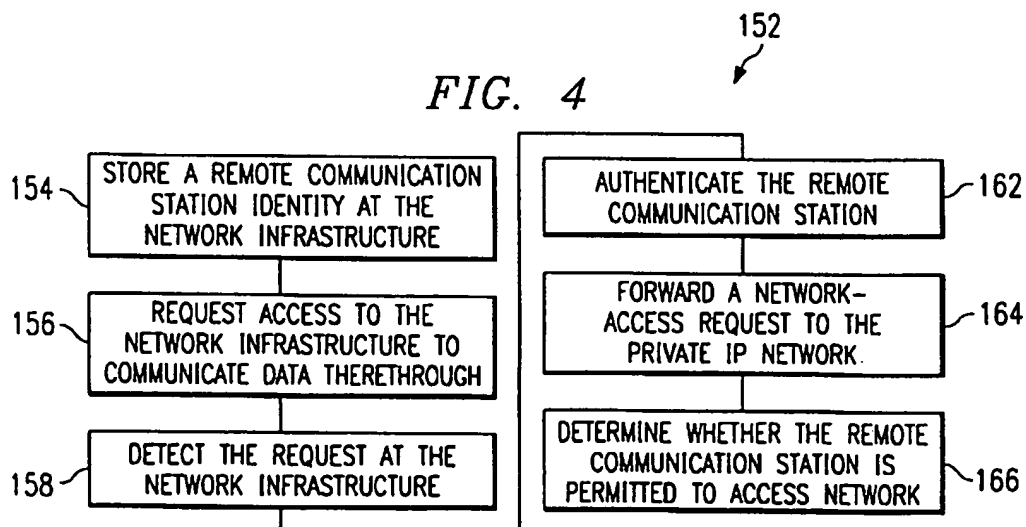 152
FIG. 4
154
STORE A REMOTE COMMUNICATION
STATION IDENTITY AT THE
NETWORK INFRASTRUCTURE
156
REQUEST ACCESS TO THE
NETWORK INFRASTRUCTURE TO
COMMUNICATE DATA THERETHROUGH
158
DETECT THE REQUEST AT THE
NETWORK INFRASTRUCTURE
AUTHENTICATE THE REMOTE
COMMUNICATION STATION
162
FORWARD A NETWORK-
ACCESS REQUEST TO THE
PRIVATE IP NETWORK.
164
DETERMINE WHETHER THE REMOTE
COMMUNICATION STATION IS
PERMITTED TO ACCESS NETWORK
166